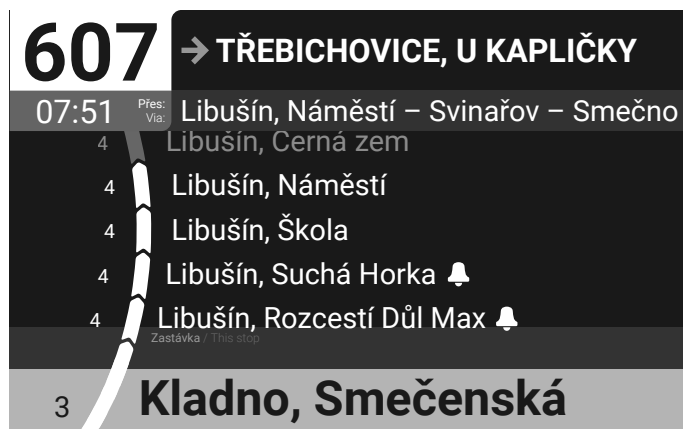 607 → TŘEBICHOVICE, U KAPLIČKY
07:51 Přes: Via: Libušín, Náměstí – Svinařov – Smečno
4 Libušín, Černá zem
4 Libušín, Náměstí
4 Libušín, Škola
4 Libušín, Suchá Horka
4 Libušín, Rozcestí Důl Max
Zastávka / This stop
3 Kladno, Smečenská